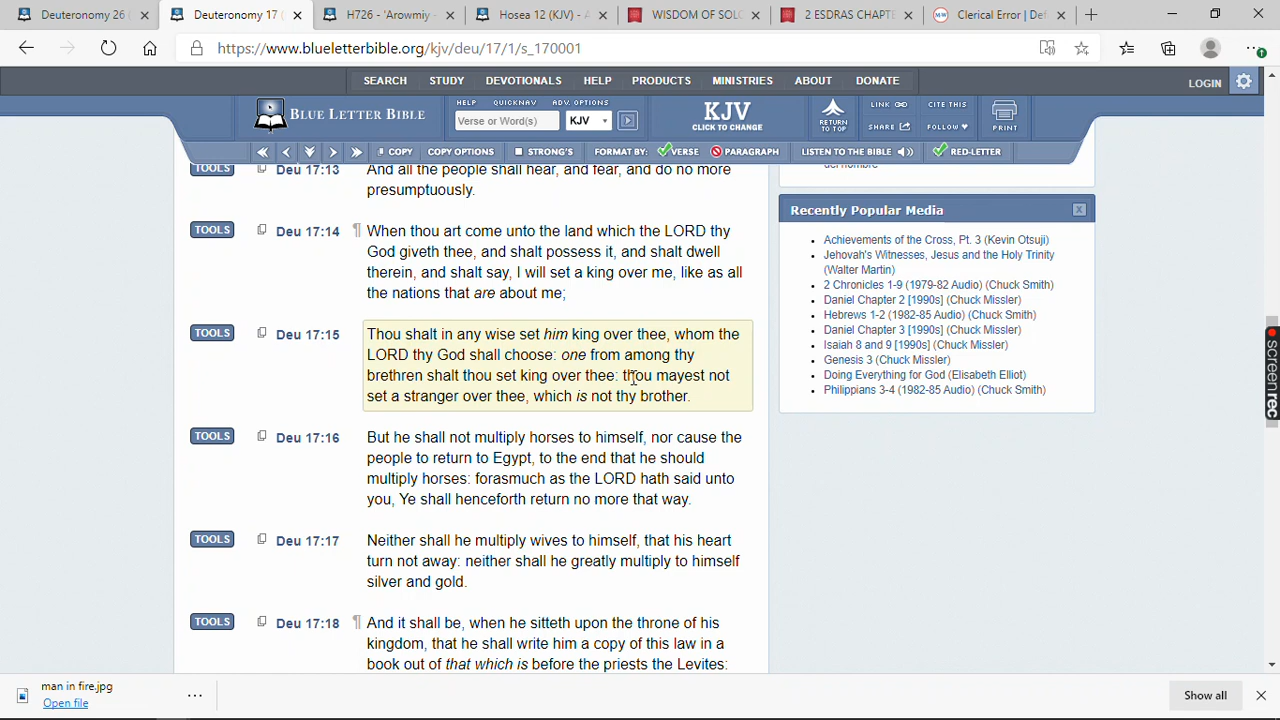 Deuteronomy 26 (
Deuteronomy 17 (
H726 - 'Arowmiy -
Hosea 12 (KJV) -
WISDOM OF SOLO
2 ESDRAS CHAPTE
Clerical Error | Def
https://www.blueletterbible.org/kjv/deu/17/1/s_170001
SEARCH STUDY DEVOTIONALS HELP PRODUCTS MINISTRIES ABOUT DONATE
LOGIN
BLUE LETTER BIBLE
HELP QUICKNAV ADV. OPTIONS
Verse or Word(s) KJV
KJV
CLICK TO CHANGE
RETURN
TO TOP
LINK CITE THIS
SHARE FOLLOW
PRINT
COPY COPY OPTIONS STRONG'S FORMAT BY: VERSE PARAGRAPH LISTEN TO THE BIBLE RED-LETTER
TOOLS Deu 17:13 And all the people shall hear, and fear, and do no more
presumptuously.
TOOLS Deu 17:14 ¶ When thou art come unto the land which the LORD thy
God giveth thee, and shalt possess it, and shalt dwell
therein, and shalt say, I will set a king over me, like as all
the nations that are about me;
TOOLS Deu 17:15 Thou shalt in any wise set him king over thee, whom the
LORD thy God shall choose: one from among thy
brethren shalt thou set king over thee: thou mayest not
set a stranger over thee, which is not thy brother.
TOOLS Deu 17:16 But he shall not multiply horses to himself, nor cause the
people to return to Egypt, to the end that he should
multiply horses: forasmuch as the LORD hath said unto
you, Ye shall henceforth return no more that way.
TOOLS Deu 17:17 Neither shall he multiply wives to himself, that his heart
turn not away: neither shall he greatly multiply to himself
silver and gold.
TOOLS Deu 17:18 ¶ And it shall be, when he sitteth upon the throne of his
kingdom, that he shall write him a copy of this law in a
book out of that which is before the priests the Levites:
Recently Popular Media
Achievements of the Cross, Pt. 3 (Kevin Otsuji)
Jehovah's Witnesses, Jesus and the Holy Trinity
(Walter Martin)
2 Chronicles 1-9 (1979-82 Audio) (Chuck Smith)
Daniel Chapter 2 [1990s] (Chuck Missler)
Hebrews 1-2 (1982-85 Audio) (Chuck Smith)
Daniel Chapter 3 [1990s] (Chuck Missler)
Isaiah 8 and 9 [1990s] (Chuck Missler)
Genesis 3 (Chuck Missler)
Doing Everything for God (Elisabeth Elliot)
Philippians 3-4 (1982-85 Audio) (Chuck Smith)
screenrec
man in fire.jpg
Open file
Show all